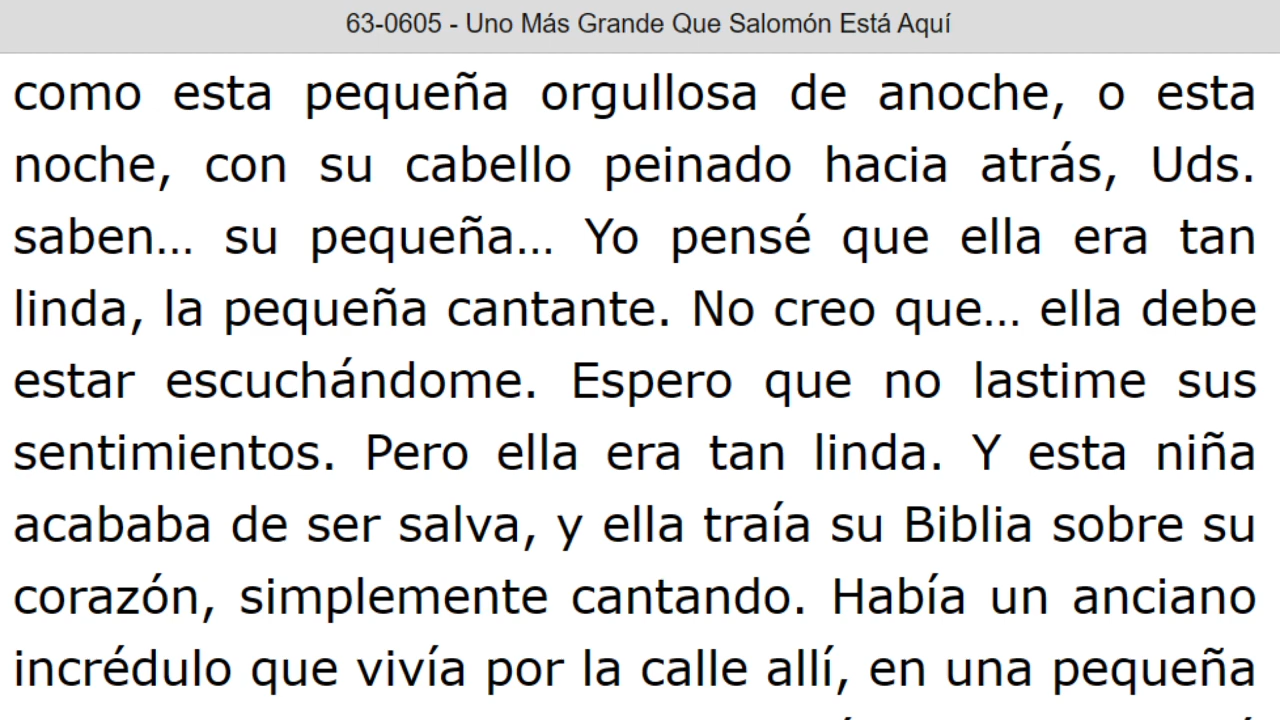 63-0605 - Uno Más Grande Que Salomón Está Aquí
como esta pequeña orgullosa de anoche, o esta
noche, con su cabello peinado hacia atrás, Uds.
saben... su pequeña... Yo pensé que ella era tan
linda, la pequeña cantante. No creo que... ella debe
estar escuchándome. Espero que no lastime sus
sentimientos. Pero ella era tan linda. Y esta niña
acababa de ser salva, y ella traía su Biblia sobre su
corazón, simplemente cantando. Había un anciano
incrédulo que vivía por la calle allí, en una pequeña